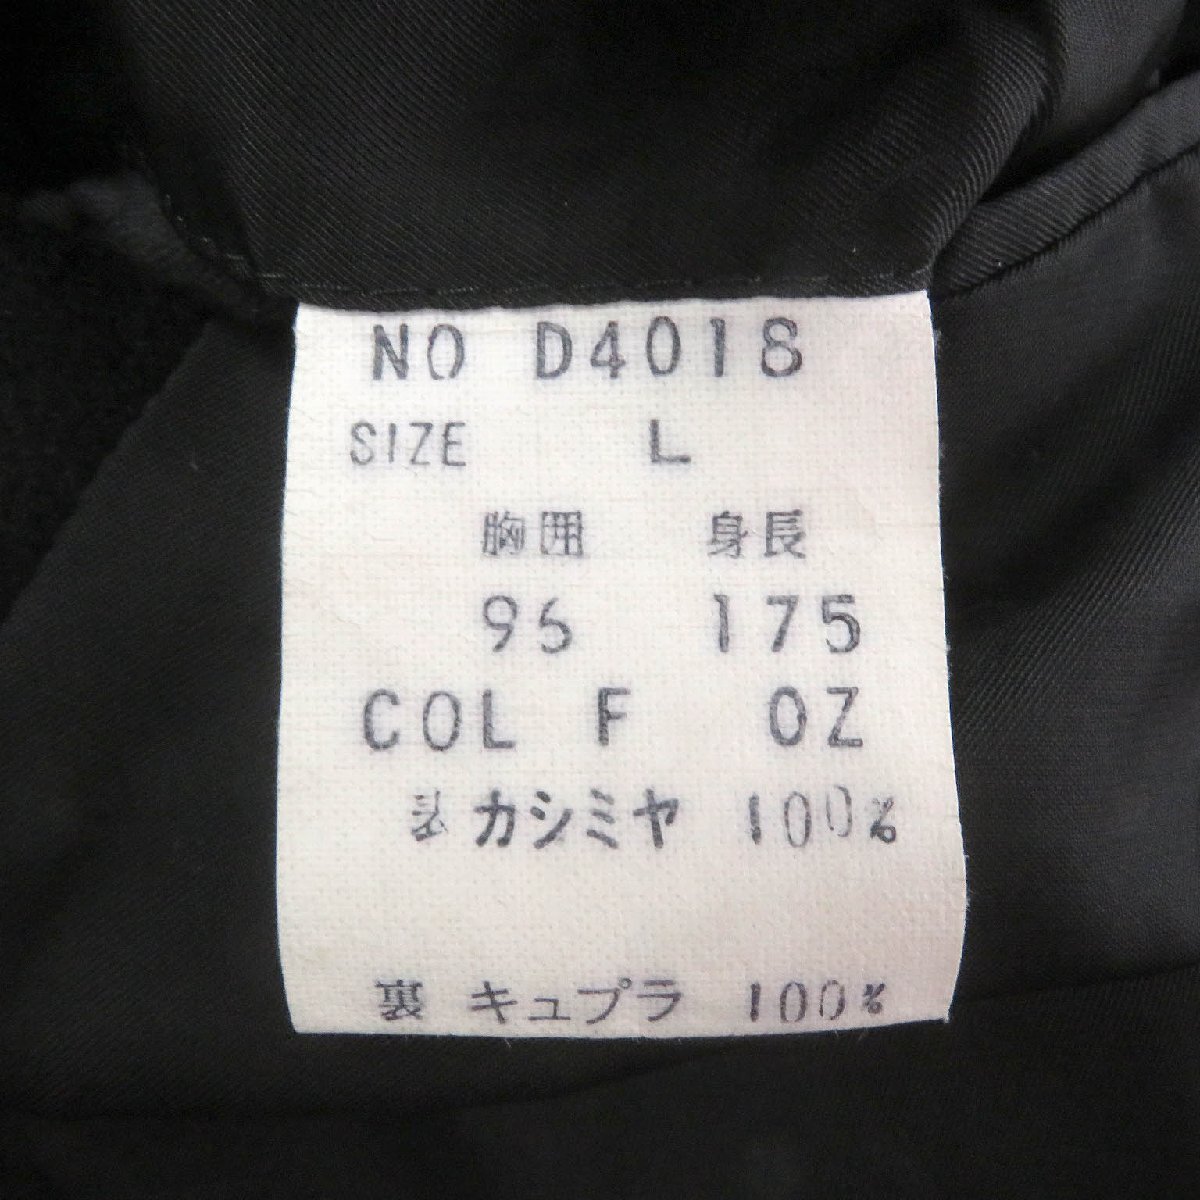 NO D4018
SIZE L
胸囲 身長
96 175
COL F OZ
表 カシミヤ 100%
裏 キュプラ 100%